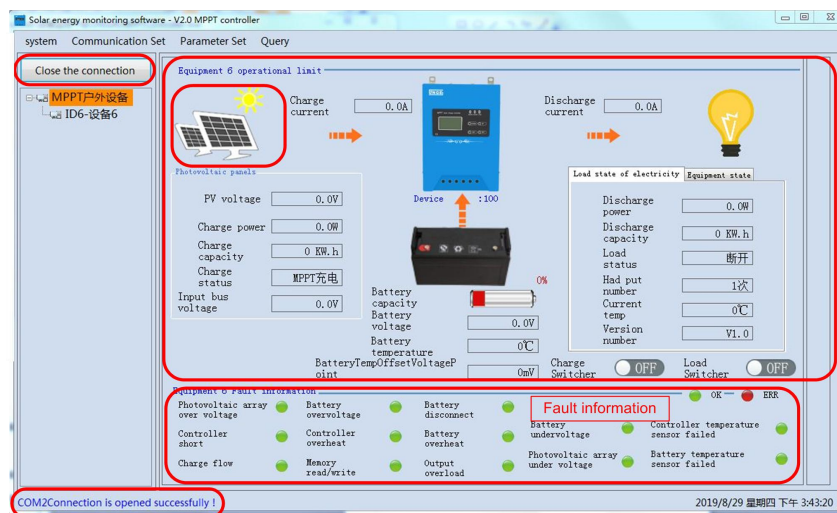 Solar energy monitoring software - V2.0 MPPT controller
system Communication Set Parameter Set Query
Close the connection
MPPT户外设备
ID6-设备6
Equipment 6 operational limit
Charge current 0.0A
Discharge current 0.0A
Photovoltaic panels
PV voltage 0.0V
Charge power 0.0W
Charge capacity 0 KW.h
Charge status MPPT充电
Input bus voltage 0.0V
Device :100
0%
Battery capacity
Battery voltage 0.0V
Battery temperature 0℃
BatteryTempOffsetVoltageP
oint 0mV
Load state of electricity Equipment state
Discharge power 0.0W
Discharge capacity 0 KW.h
Load status 断开
Had put number 1次
Current temp 0℃
Version number V1.0
Charge Switcher OFF
Load Switcher OFF
Equipment 6 Fault information
OK ERR
Fault information
Photovoltaic array over voltage
Battery overvoltage
Battery disconnect
Battery undervoltage
Controller temperature sensor failed
Controller short
Controller overheat
Battery overheat
Photovoltaic array under voltage
Battery temperature sensor failed
Charge flow
Memory read/write
Output overload
COM2Connection is opened successfully !
2019/8/29 星期四 下午 3:43:20